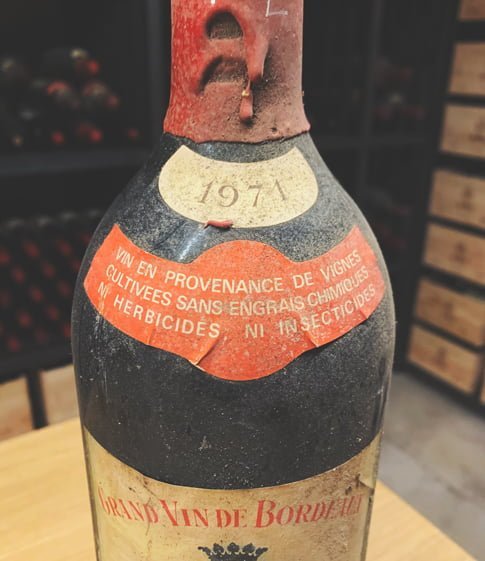 1971
VIN EN PROVENANCE DE VIGNES
CULTIVEES SANS ENGRAIS CHIMIQUES
NI HERBICIDES NI INSECTICIDES
GRAND VIN DE BORDEAUX